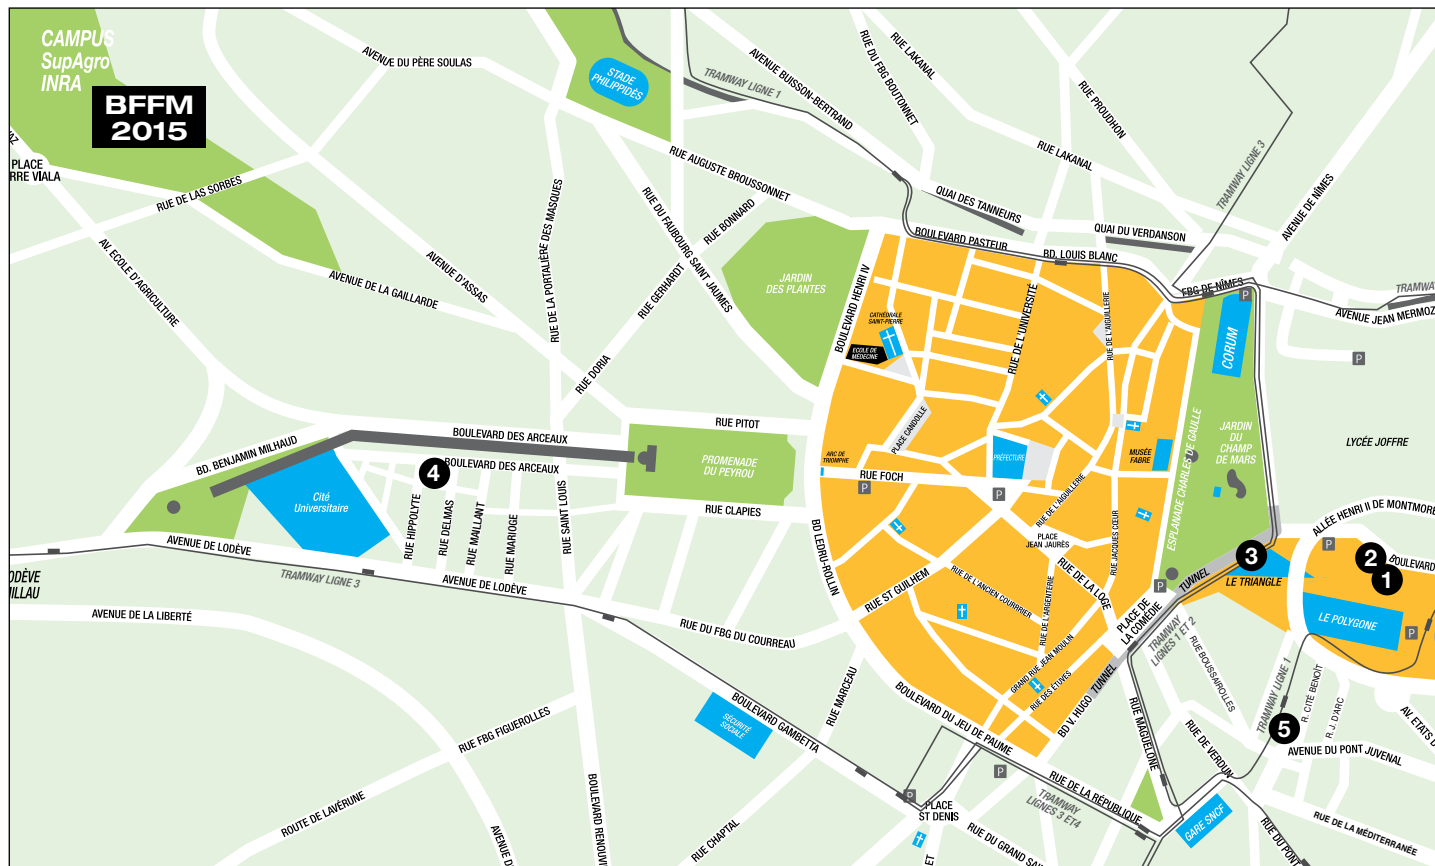 CAMPUS
SupAgro
INRA
BFFM
2015
AVENUE DU PÈRE SOULAS
STADE
PHILIPPIDÈS
TRAMWAY LIGNE 1
AVENUE BUISSON-BERTRAND
RUE DU FBG BOUTONNET
RUE LAKANAL
RUE PROUDHON
RUE LAKANAL
TRAMWAY LIGNE 3
AVENUE DE NÎMES
PLACE
RRE VIALA
RUE DE LAS SORBES
AV. ECOLE D'AGRICULTURE
AVENUE DE LA GAILLARDE
AVENUE D'ASSAS
RUE DE LA PORTALIÈRE DES MASQUES
RUE AUGUSTE BROUSSONNET
RUE DU FAUBOURG SAINT JAUMES
RUE BONNARD
RUE GERHARDT
RUE DORIA
JARDIN
DES PLANTES
BOULEVARD HENRI IV
QUAI DES TANNEURS
QUAI DU VERDANSON
BOULEVARD PASTEUR
BD. LOUIS BLANC
FBG DE NÎMES
P
TRAMWAY
AVENUE JEAN MERMOZ
P
CATHÉDRALE
SAINT-PIERRE
ECOLE DE
MÉDECINE
RUE DE L'UNIVERSITÉ
RUE DE L'AIGUILLERIE
CORUM
ESPLANADE CHARLES DE GAULLE
JARDIN
DU
CHAMP
DE MARS
LYCÉE JOFFRE
RUE PITOT
BOULEVARD DES ARCEAUX
BD. BENJAMIN MILHAUD
BOULEVARD DES ARCEAUX
4
PROMENADE
DU PEYROU
ARC DE
TRIOMPHE
PLACE CANDOLLE
PRÉFECTURE
MUSÉE
FABRE
RUE FOCH
P
P
Cité
Universitaire
RUE HIPPOLYTE
RUE DELMAS
RUE MALLANT
RUE MARIOGE
RUE SAINT LOUIS
RUE CLAPIES
BD LEDRU-ROLLIN
RUE DE L'AIGUILLERIE
PLACE
JEAN JAURÈS
RUE JACQUES CŒUR
ALLÉE HENRI II DE MONTMORE
P
3
2
BOULEVARD
1
LE TRIANGLE
LE POLYGONE
P
P
TUNNEL
AVENUE DE LODÈVE
TRAMWAY LIGNE 3
AVENUE DE LODÈVE
ODÈVE
ILLAU
AVENUE DE LA LIBERTÉ
RUE DU FBG DU COURREAU
RUE ST GUILHEM
RUE DE L'ANCIEN COURRRIER
RUE DE L'ARGENTERIE
RUE DE LA LOGE
PLACE DE
LA COMÉDIE
TRAMWAY
LIGNES 1 ET 2
RUE BOUSSAIROLLES
GRAND RUE JEAN MOULIN
RUE DES ÉTUVES
BD V. HUGO
TUNNEL
RUE MAGUELONE
TRAMWAY LIGNE 1
R. CITÉ BENOÎT
R. J. D'ARC
AV. ETATS D
5
RUE DE VERDUN
AVENUE DU PONT JUVENAL
RUE MARCEAU
BOULEVARD DU JEU DE PAUME
SÉCURITÉ
SOCIALE
BOULEVARD GAMBETTA
RUE FBG FIGUEROLLES
ROUTE DE LAVÉRUNE
AVENUE D
BOULEVARD RENOUVI
RUE CHAPTAL
P
PLACE
ST DENIS
P
RUE DE LA RÉPUBLIQUE
TRAMWAY
LIGNES 3 ET4
RUE DU GRAND SAI
ET
GARE SNCF
RUE DU PONT
RUE DE LA MÉDITERRANÉE